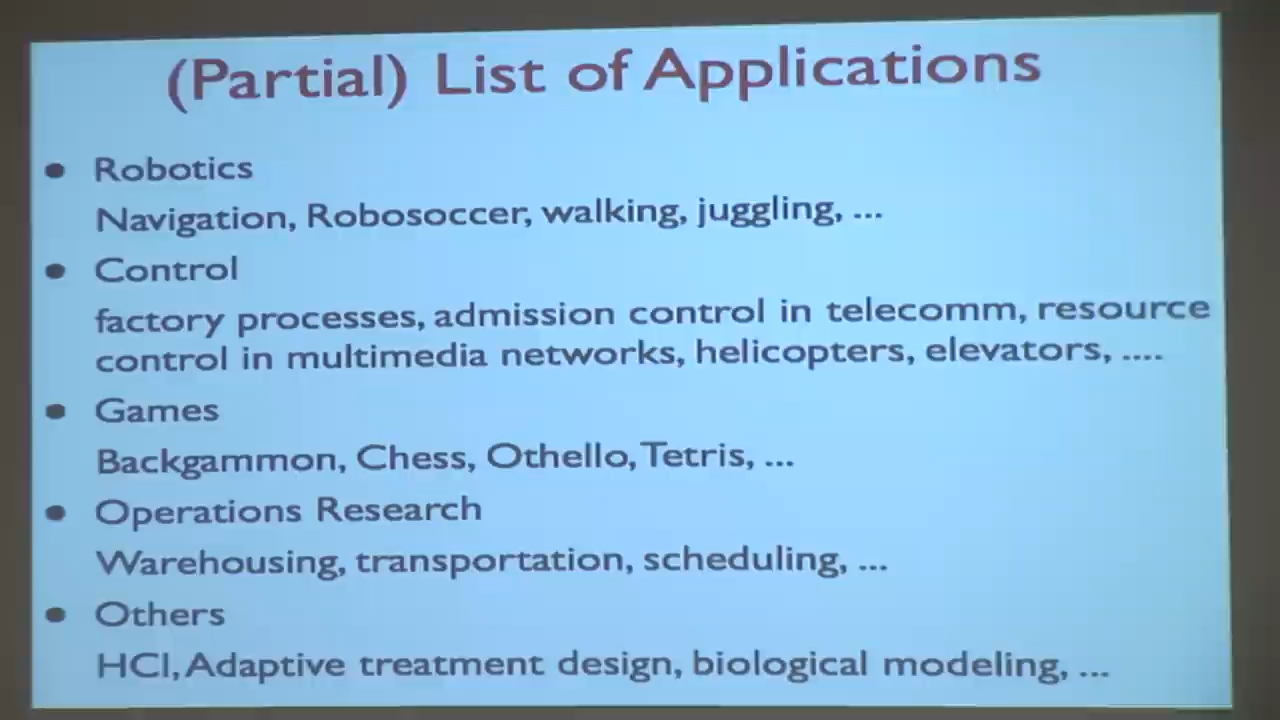 (Partial) List of Applications
• Robotics
Navigation, Robosoccer, walking, juggling, ...
• Control
factory processes, admission control in telecomm, resource
control in multimedia networks, helicopters, elevators, ....
• Games
Backgammon, Chess, Othello, Tetris, ...
• Operations Research
Warehousing, transportation, scheduling, ...
• Others
HCI, Adaptive treatment design, biological modeling, ...